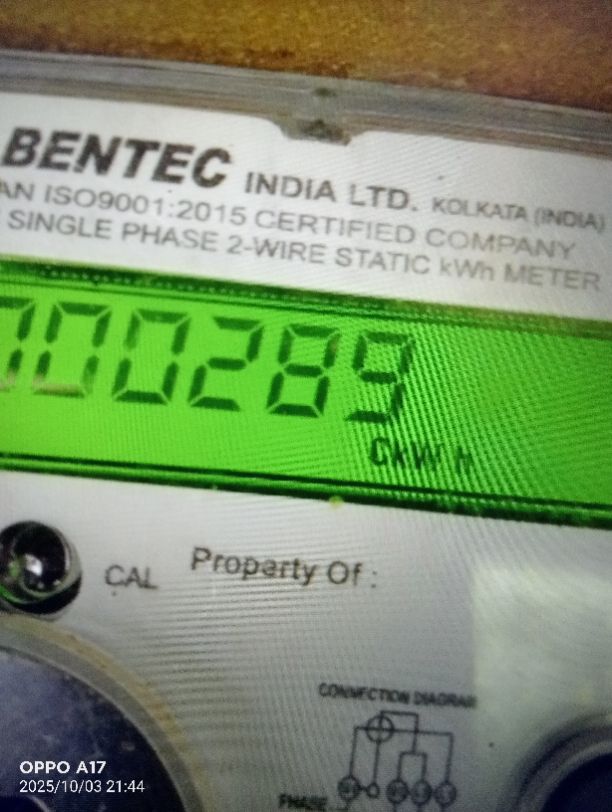 BENTEC INDIA LTD. KOLKATA (INDIA)
AN ISO9001:2015 CERTIFIED COMPANY
SINGLE PHASE 2-WIRE STATIC kWh METER
000289
CkWh
CAL
Property Of :
CONNECTION DIAGRAM
PHASE
OPPO A17
2025/10/03 21:44